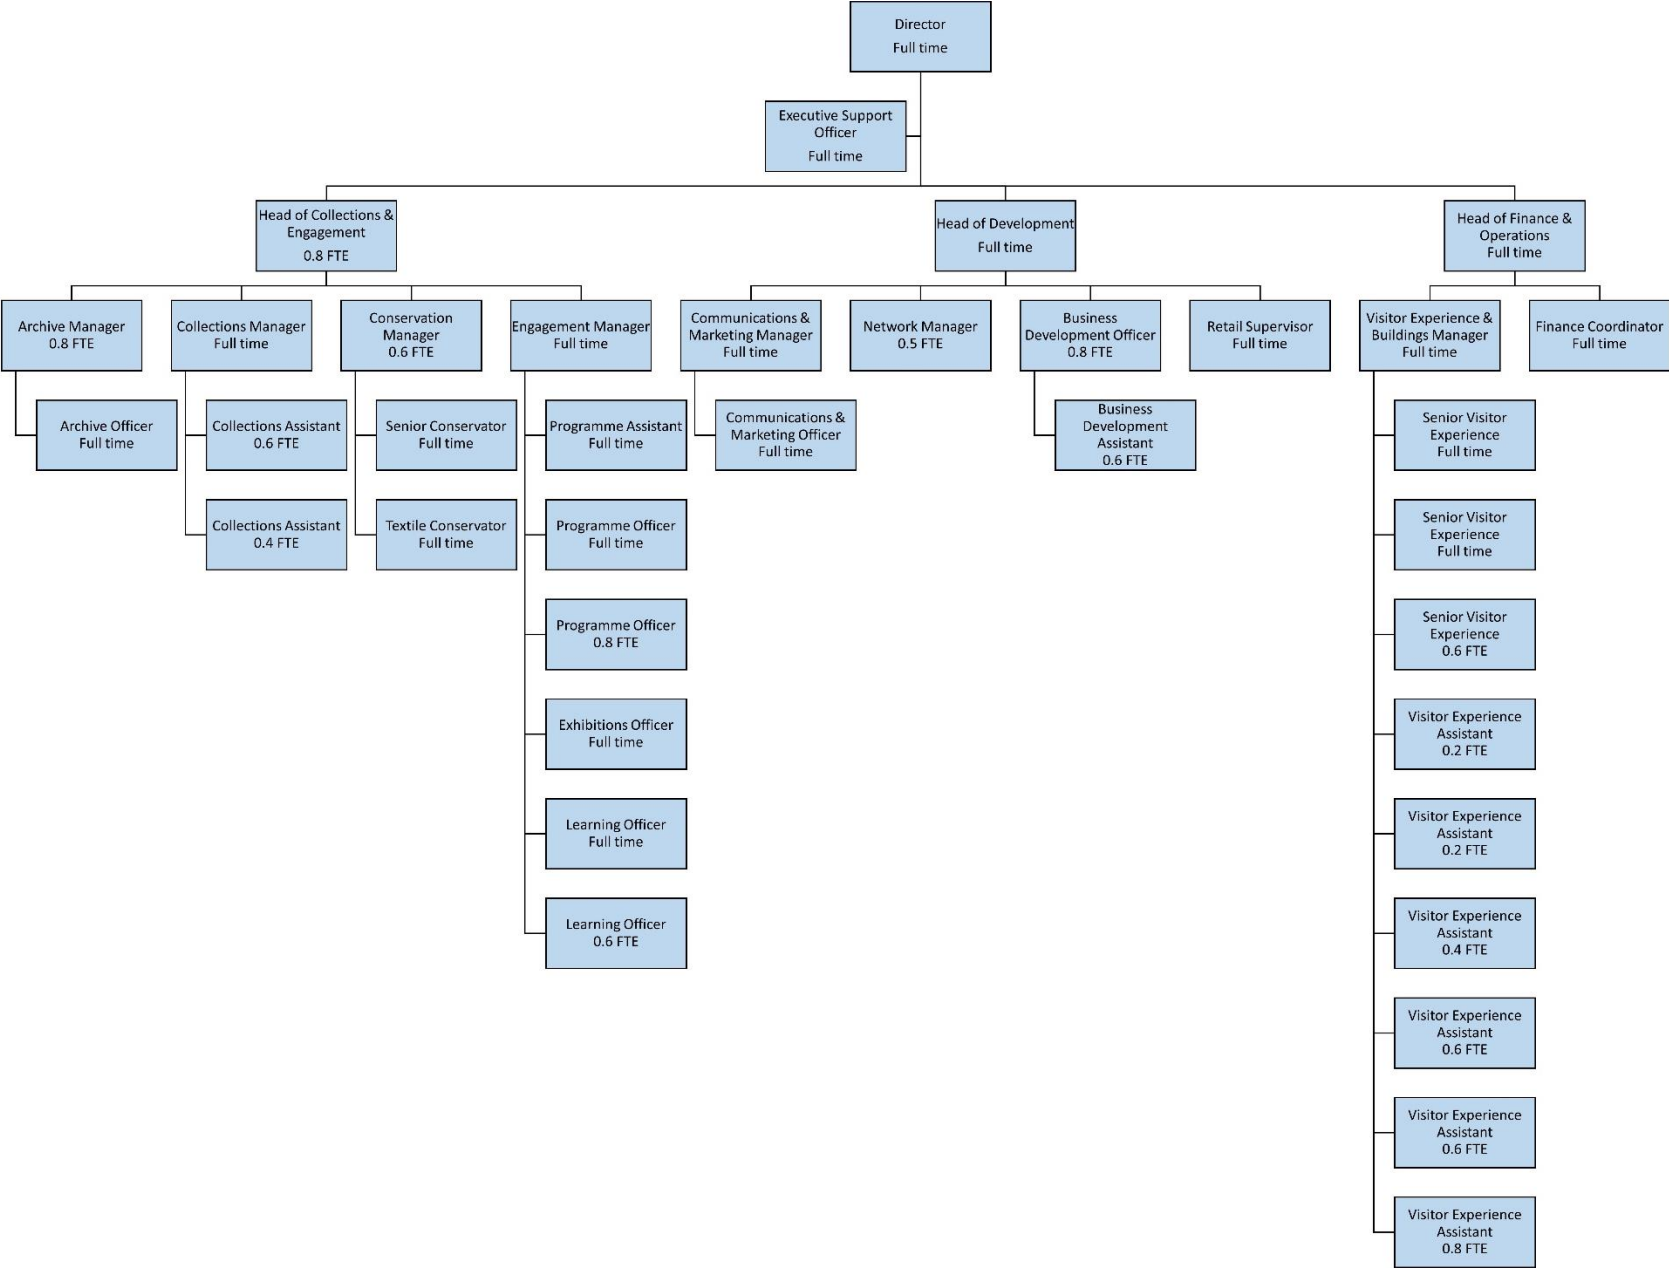 Director
Full time
Executive Support
Officer
Full time
Head of Collections &
Engagement
0.8 FTE
Head of Development
Full time
Head of Finance &
Operations
Full time
Archive Manager
0.8 FTE
Collections Manager
Full time
Conservation
Manager
0.6 FTE
Engagement Manager
Full time
Communications &
Marketing Manager
Full time
Network Manager
0.5 FTE
Business
Development Officer
0.8 FTE
Retail Supervisor
Full time
Visitor Experience &
Buildings Manager
Full time
Finance Coordinator
Full time
Archive Officer
Full time
Collections Assistant
0.6 FTE
Senior Conservator
Full time
Programme Assistant
Full time
Communications &
Marketing Officer
Full time
Business
Development
Assistant
0.6 FTE
Senior Visitor
Experience
Full time
Collections Assistant
0.4 FTE
Textile Conservator
Full time
Programme Officer
Full time
Senior Visitor
Experience
Full time
Programme Officer
0.8 FTE
Senior Visitor
Experience
0.6 FTE
Exhibitions Officer
Full time
Visitor Experience
Assistant
0.2 FTE
Learning Officer
Full time
Visitor Experience
Assistant
0.2 FTE
Learning Officer
0.6 FTE
Visitor Experience
Assistant
0.4 FTE
Visitor Experience
Assistant
0.6 FTE
Visitor Experience
Assistant
0.6 FTE
Visitor Experience
Assistant
0.8 FTE